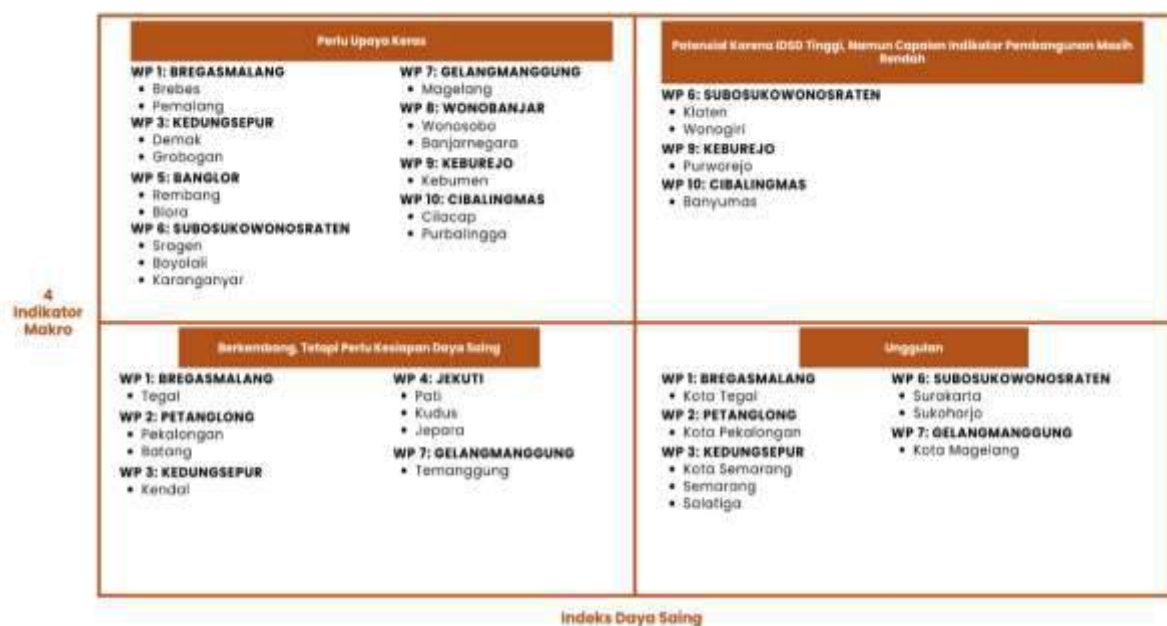 Perlu Upaya Keras
WP 1: BREGASMALANG
• Brebes
• Pemalang
WP 3: KEDUNGSEPUR
• Demak
• Grobogan
WP 5: BANGLOR
• Rembang
• Blora
WP 6: SUBOSUKOWONOSRATEN
• Sragen
• Boyolali
• Karanganyar
WP 7: GELANGMANGGUNG
• Magelang
WP 8: WONOBANJAR
• Wonosobo
• Banjarnegara
WP 9: KEBUREJO
• Kebumen
WP 10: CIBALINGMAS
• Cilacap
• Purbalingga
Potensial Karena IDSD Tinggi, Namun Capaian Indikator Pembangunan Masih
Rendah
WP 6: SUBOSUKOWONOSRATEN
• Klaten
• Wonogiri
WP 9: KEBUREJO
• Purworejo
WP 10: CIBALINGMAS
• Banyumas
4
Indikator
Makro
Berkembang, Tetapi Perlu Kesiapan Daya Saing
WP 1: BREGASMALANG
• Tegal
WP 2: PETANGLONG
• Pekalongan
• Batang
WP 3: KEDUNGSEPUR
• Kendal
WP 4: JEKUTI
• Pati
• Kudus
• Jepara
WP 7: GELANGMANGGUNG
• Temanggung
Unggulan
WP 1: BREGASMALANG
• Kota Tegal
WP 2: PETANGLONG
• Kota Pekalongan
WP 3: KEDUNGSEPUR
• Kota Semarang
• Semarang
• Salatiga
WP 6: SUBOSUKOWONOSRATEN
• Surakarta
• Sukoharjo
WP 7: GELANGMANGGUNG
• Kota Magelang
Indeks Daya Saing